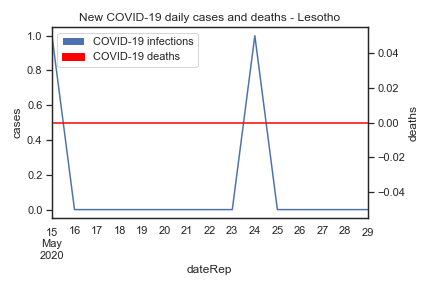 New COVID-19 daily cases and deaths - Lesotho
COVID-19 infections
COVID-19 deaths
cases
1.0
0.8
0.6
0.4
0.2
0.0
deaths
0.04
0.02
0.00
−0.02
−0.04
15 16 17 18 19 20 21 22 23 24 25 26 27 28 29
May
2020
dateRep